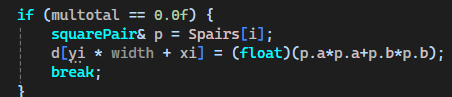 if (multotal == 0.0f) {
squarePair& p = Spairs[i];
d[yi * width + xi] = (float)(p.a*p.a+p.b*p.b);
break;
}